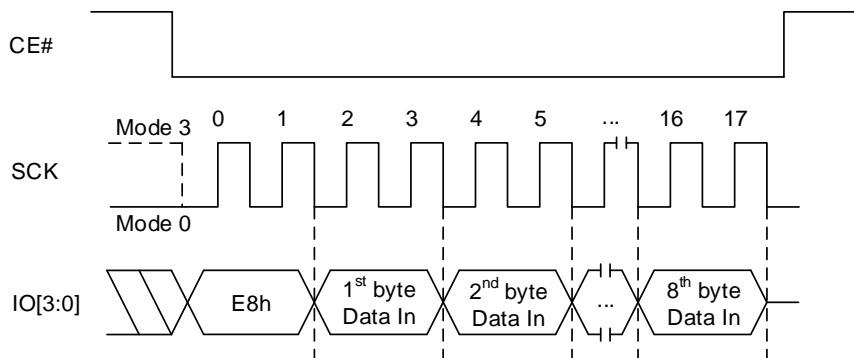 CE#
0 1 2 3 4 5 ... 16 17
Mode 3
SCK
Mode 0
IO[3:0]
E8h
1st byte
Data In
2nd byte
Data In
...
8th byte
Data In